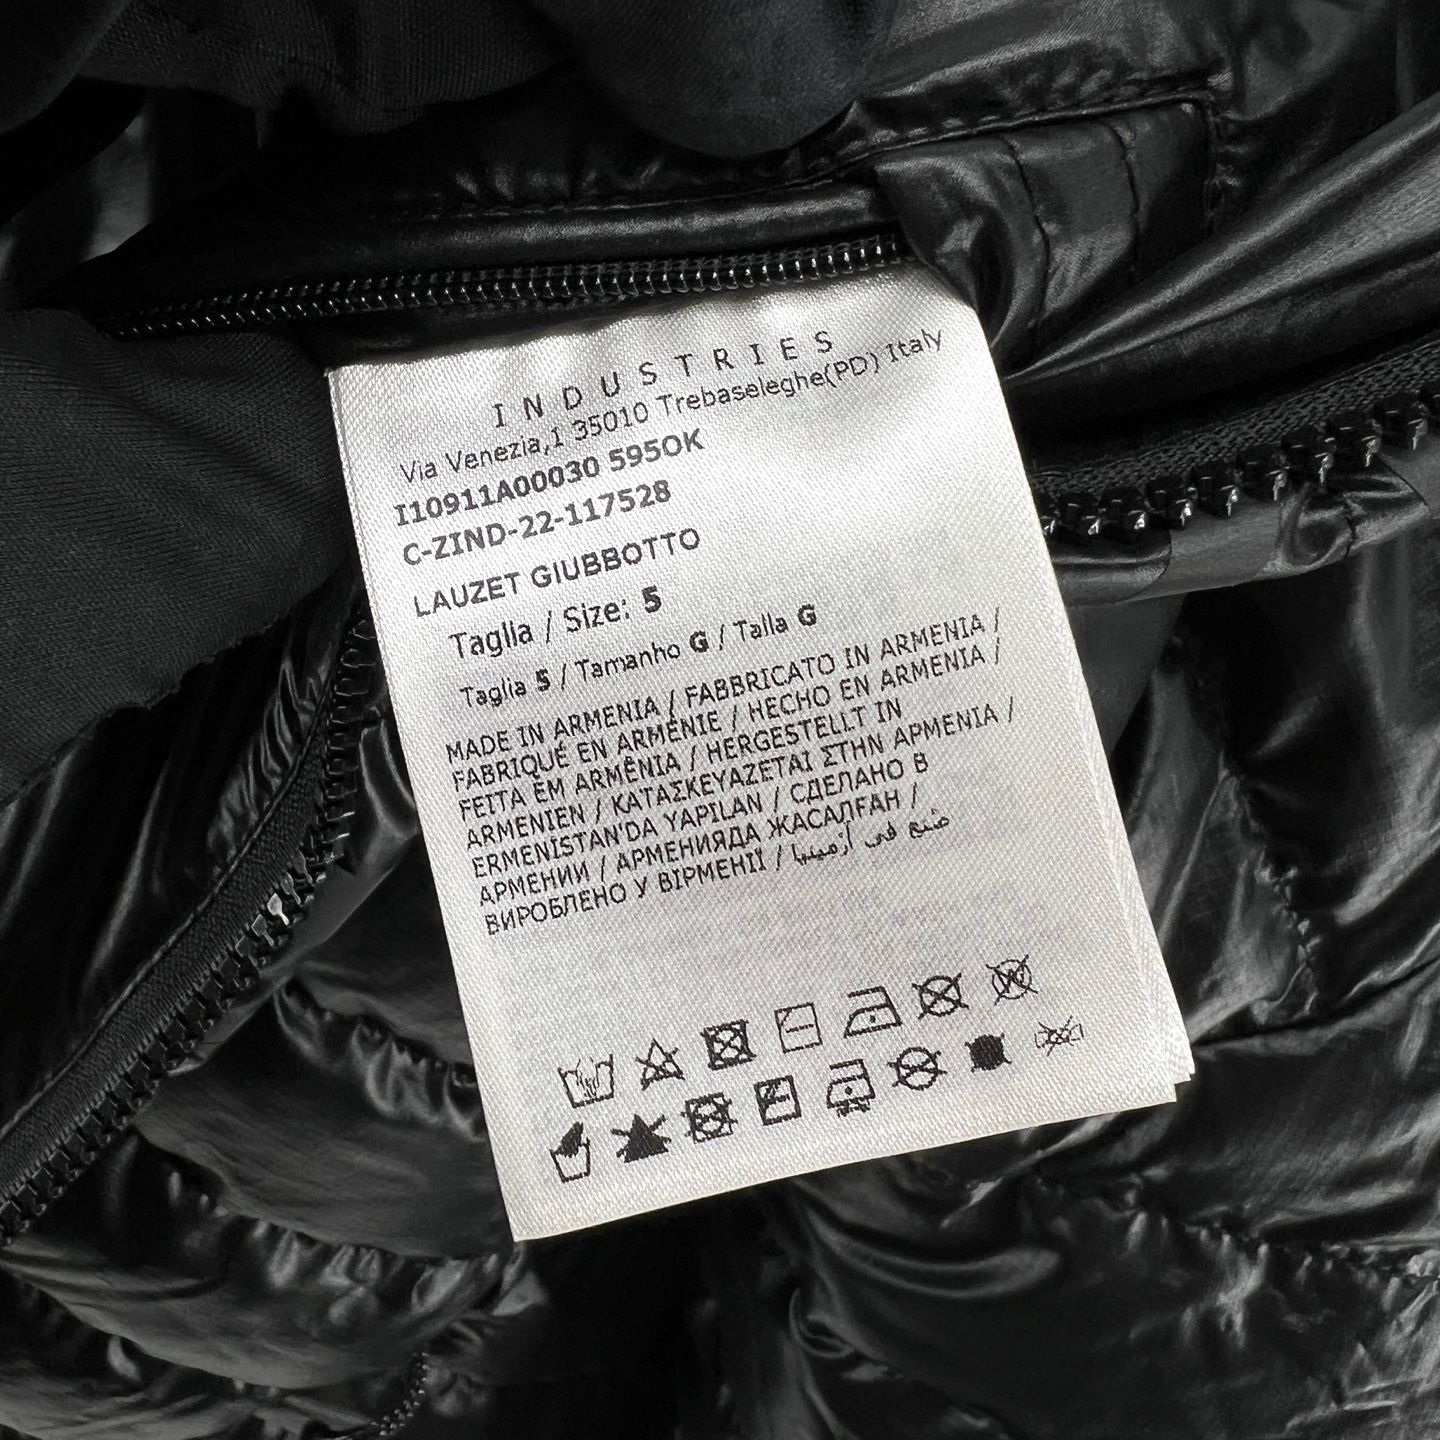 INDUSTRIES
Via Venezia,1 35010 Trebaseleghe(PD) Italy
I10911A00030 5950K
C-ZIND-22-117528
LAUZET GIUBBOTTO
Taglia / Size: 5
Taglia 5 / Tamanho G / Talla G
MADE IN ARMENIA / FABBRICATO IN ARMENIA /
FABRIQUÉ EN ARMÉNIE / HECHO EN ARMENIA /
FEITA EM ARMÊNIA / HERGESTELLT IN
ARMENIEN / ΚΑΤΑΣΚΕΥΑΖΕΤΑΙ ΣΤΗΝ ΑΡΜΕΝΙΑ /
ERMENISTAN'DA YAPILAN / СДЕЛАНО В
АРМЕНИИ / АРМЕНИЯДА ЖАСАЛҒАН /
ВИРОБЛЕНО У ВІРМЕНІЇ / صنع في أرمينيا